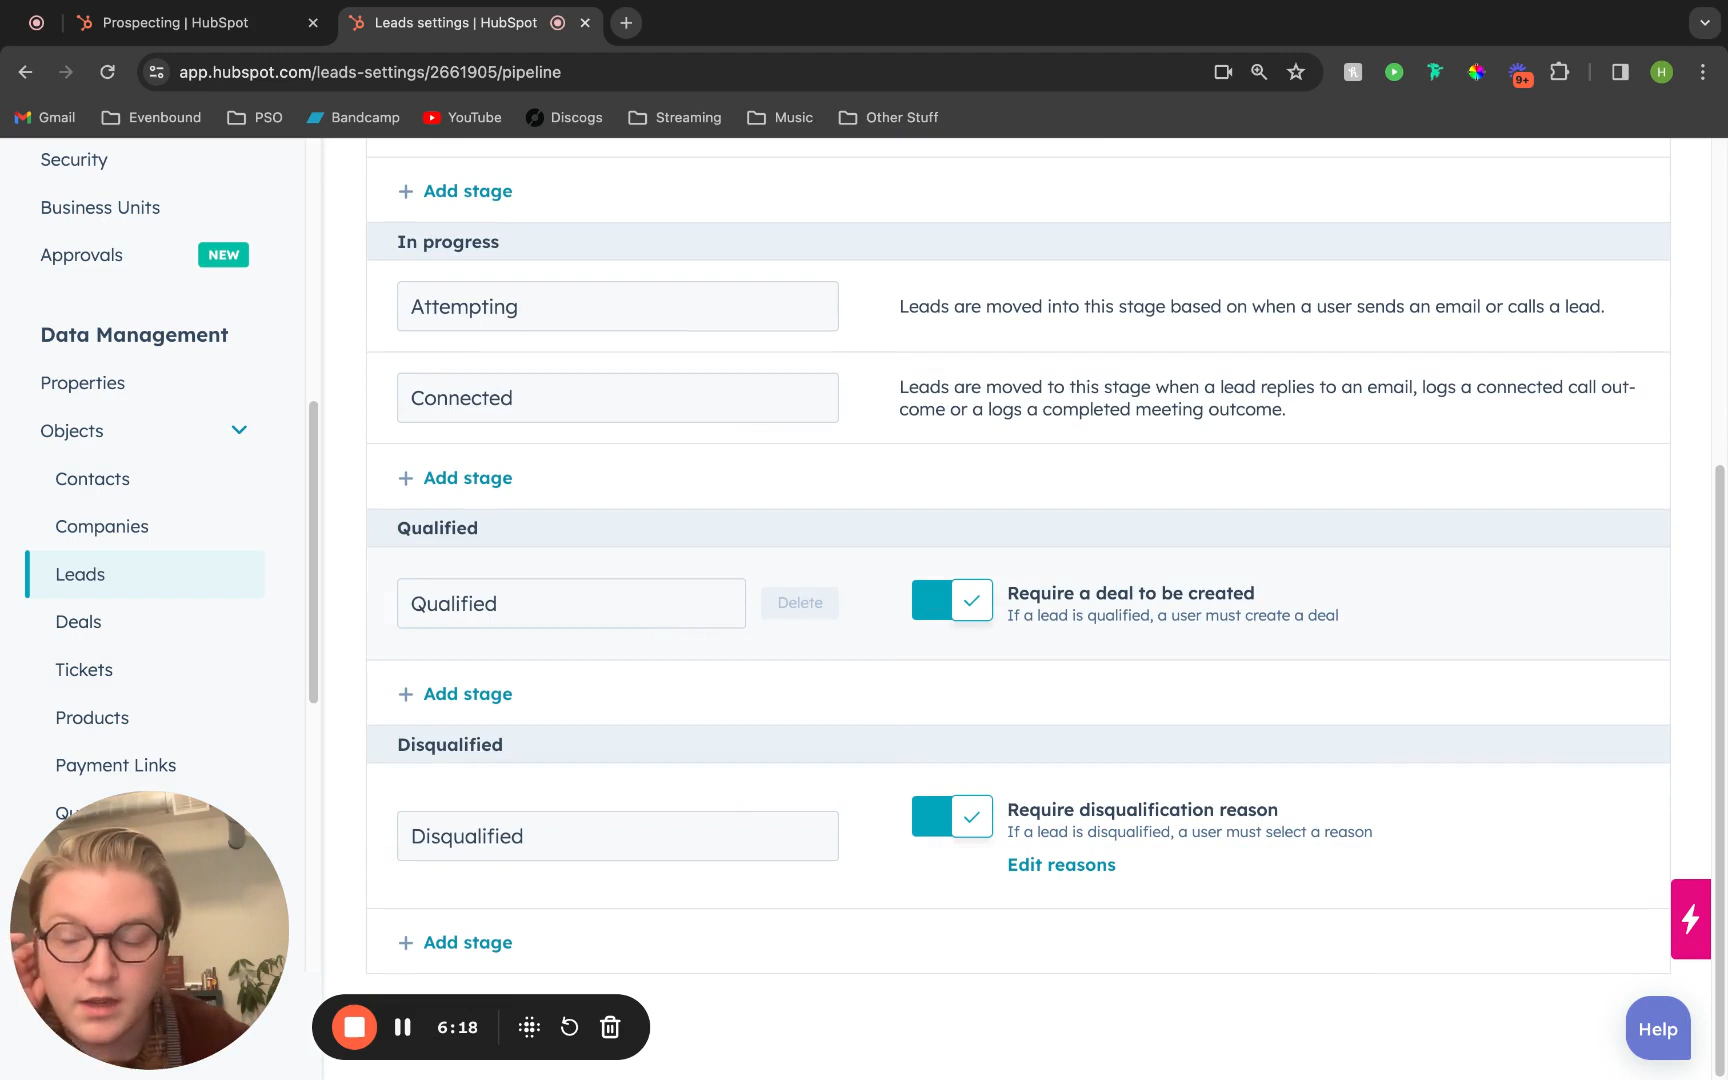 Prospecting | HubSpot
Leads settings | HubSpot
app.hubspot.com/leads-settings/2661905/pipeline
9+
H
Gmail
Evenbound
PSO
Bandcamp
YouTube
Discogs
Streaming
Music
Other Stuff
Security
Business Units
Approvals
NEW
Data Management
Properties
Objects
Contacts
Companies
Leads
Deals
Tickets
Products
Payment Links
+ Add stage
In progress
Attempting
Leads are moved into this stage based on when a user sends an email or calls a lead.
Connected
Leads are moved to this stage when a lead replies to an email, logs a connected call out-
come or a logs a completed meeting outcome.
+ Add stage
Qualified
Qualified
Delete
Require a deal to be created
If a lead is qualified, a user must create a deal
+ Add stage
Disqualified
Disqualified
Require disqualification reason
If a lead is disqualified, a user must select a reason
Edit reasons
+ Add stage
6:18
Help